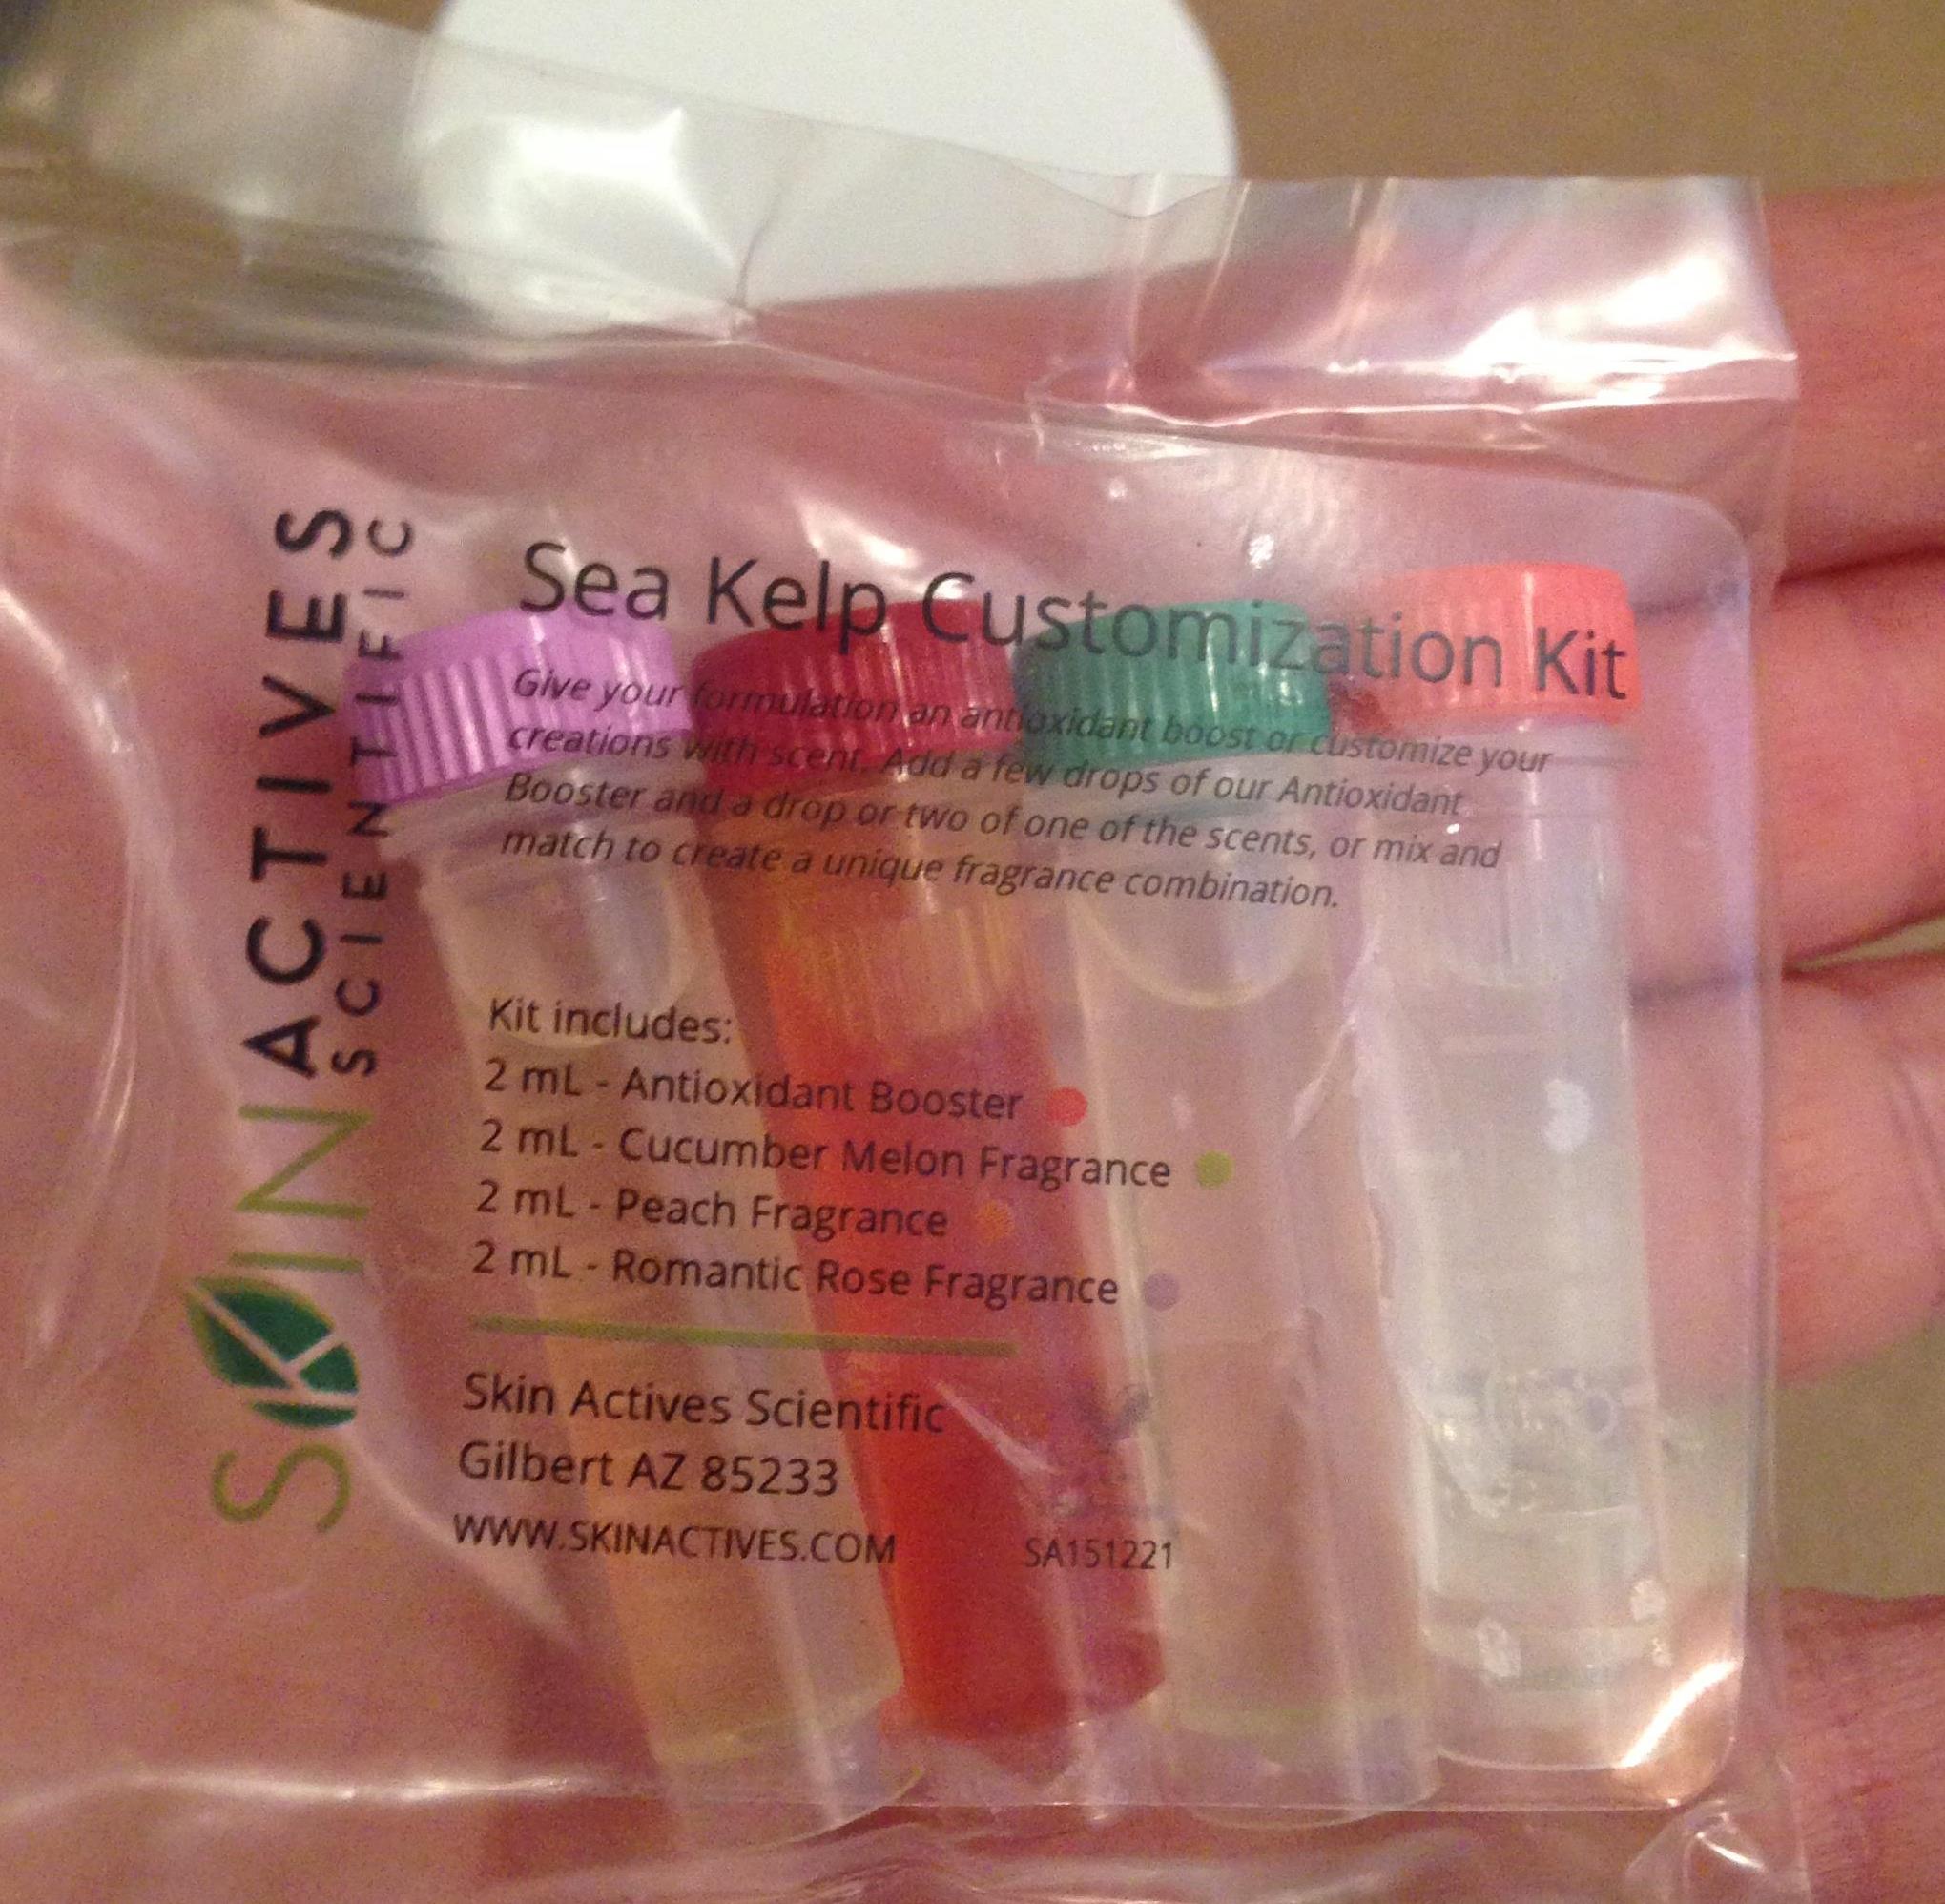 SKINACTIVES
SCIENTIFIC
Sea Kelp Customization Kit
Give your formulation an antioxidant boost or customize your
creations with scent. Add a few drops of our Antioxidant
Booster and a drop or two of one of the scents, or mix and
match to create a unique fragrance combination.
Kit includes:
2 mL - Antioxidant Booster
2 mL - Cucumber Melon Fragrance
2 mL - Peach Fragrance
2 mL - Romantic Rose Fragrance
Skin Actives Scientific
Gilbert AZ 85233
WWW.SKINACTIVES.COM SA151221